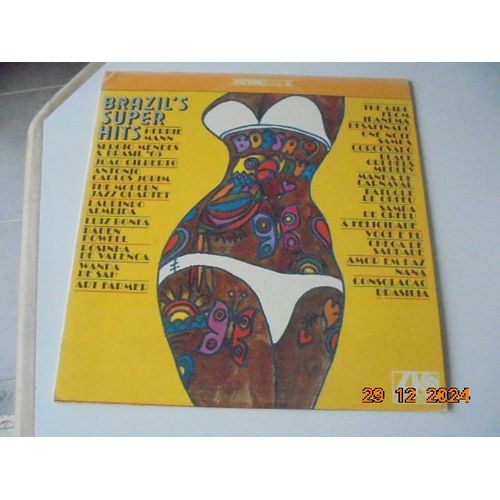 BRAZIL'S
SUPER
HITS
HERBIE
MANN
SERGIO MENDES
& BRASIL '65
JOAO GILBERTO
ANTONIO
CARLOS JOBIM
THE MODERN
JAZZ QUARTET
LAURINDO
ALMEIDA
LUIZ BONFA
BADEN
POWELL
ROSINHA
DE VALENCA
WANDA
DE SAH
ART FARMER
BOSSA
THE GIRL
FROM
IPANEMA
DESAFINADO
ONE NOTE
SAMBA
CORCOVADO
BLACK
ORPHEUS
MEDLEY
MANHA DE
CARNAVAL
BATUQUE
DE ORFEU
SAMBA
DE ORFEU
A FELICIDADE
VOCE E EU
CHEGA DE
SAUDADE
AMOR EM PAZ
NANA
CONSOLACAO
BRASILIA
29 12 2024